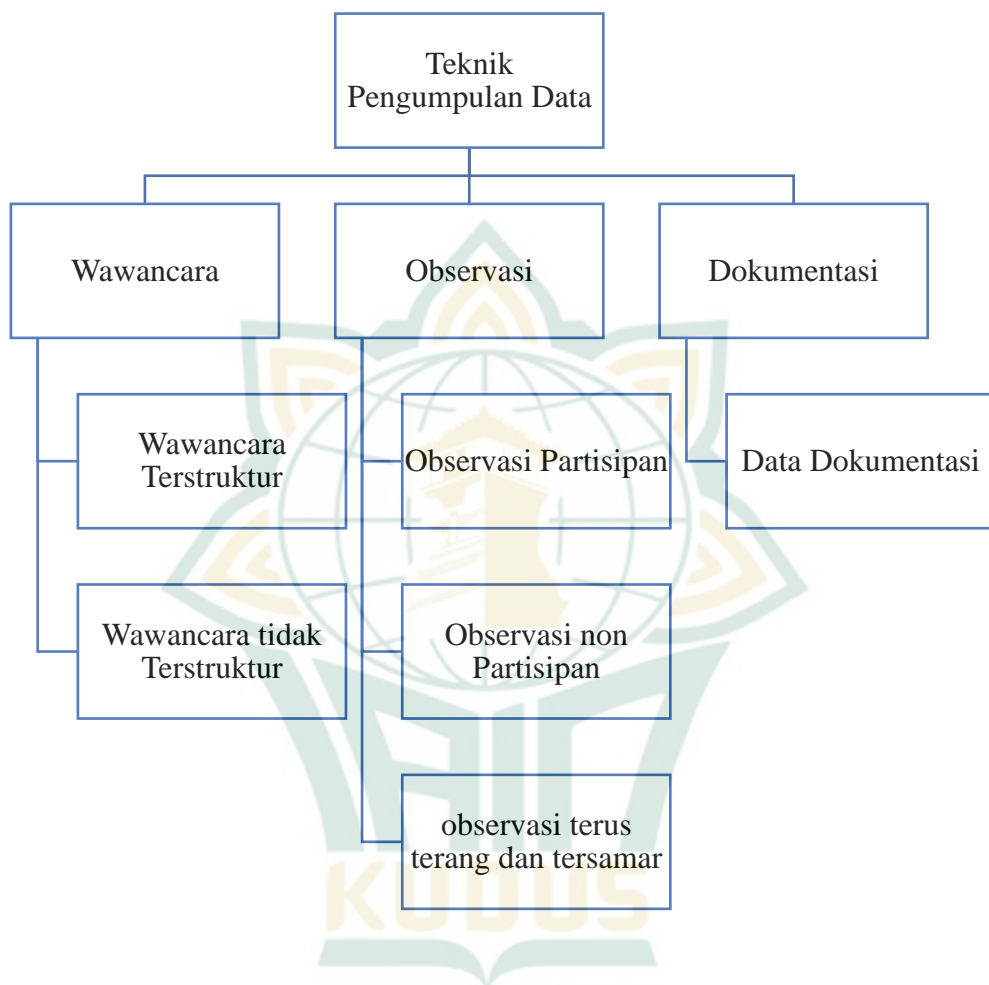 Teknik
Pengumpulan Data
Wawancara
Observasi
Dokumentasi
Wawancara
Terstruktur
Observasi Partisipan
Data Dokumentasi
Wawancara tidak
Terstruktur
Observasi non
Partisipan
observasi terus
terang dan tersamar
KUDUS